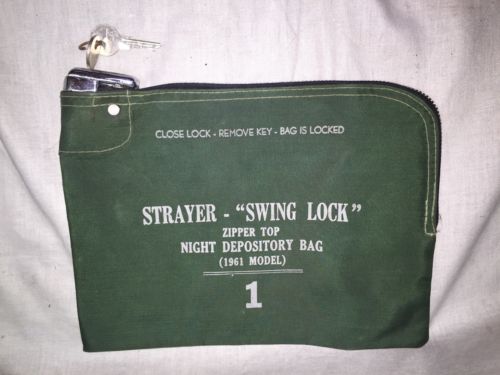 CLOSE LOCK - REMOVE KEY - BAG IS LOCKED
STRAYER - "SWING LOCK"
ZIPPER TOP
NIGHT DEPOSITORY BAG
(1961 MODEL)
1